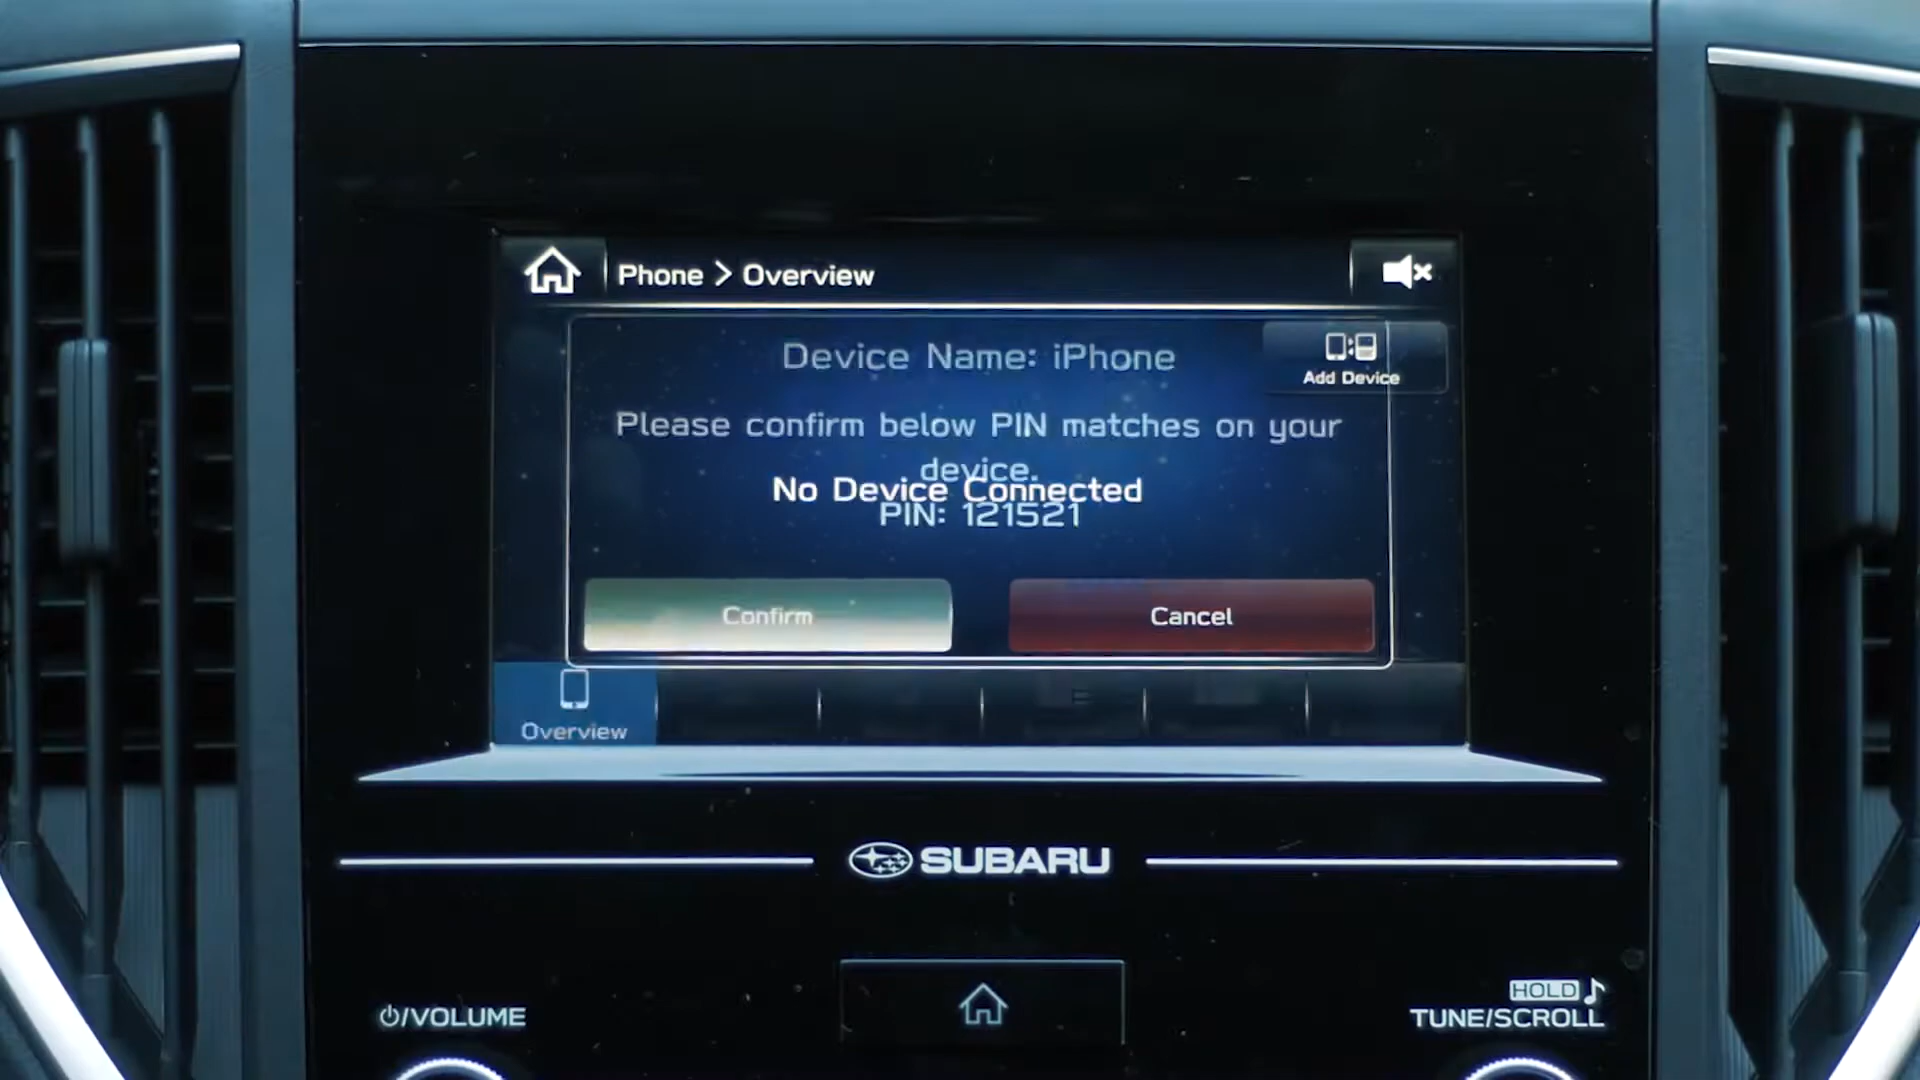 Phone > Overview
Device Name: iPhone
Add Device
Please confirm below PIN matches on your
device.
No Device Connected
PIN: 121521
Confirm
Cancel
Overview
SUBARU
/VOLUME
HOLD
TUNE/SCROLL